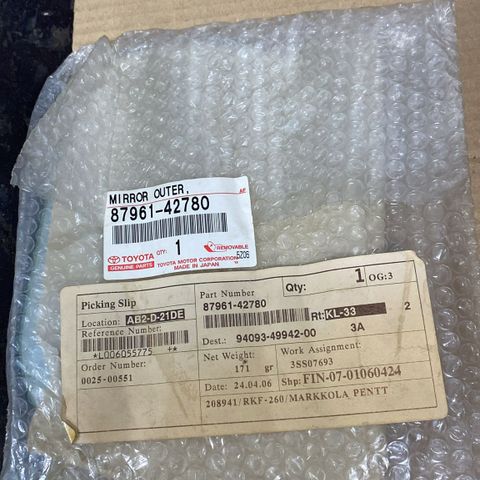 MIRROR OUTER,
87961-42780
TOYOTA
GENUINE PARTS
QTY:
1
REMOVABLE
5206
TOYOTA MOTOR CORPORATION
MADE IN JAPAN
Picking Slip
Location: AB2-D-21DE
Reference Number:
*L006055775 +*
Order Number
0025-00551
Part Number
87961-42780
Qty: 1
OG:3
Rt: KL-33
2
Dest.: 94093-49942-00
3A
Net Weight:
171 gr
Work Assignment:
3SS07693
Date: 24.04.06
Shp: FIN-07-01060424
208941/RKF-260/MARKKOLA PENTT